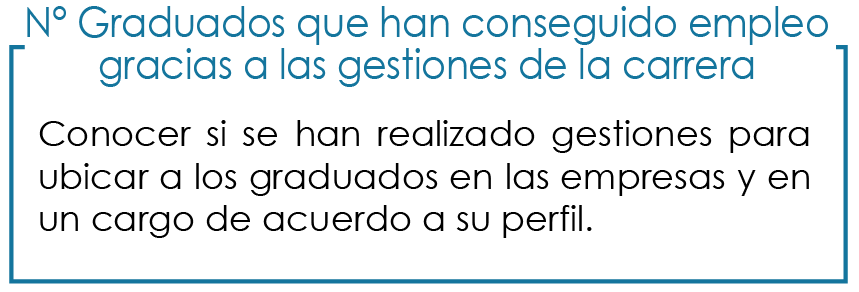 N° Graduados que han conseguido empleo
gracias a las gestiones de la carrera
Conocer si se han realizado gestiones para
ubicar a los graduados en las empresas y en
un cargo de acuerdo a su perfil.